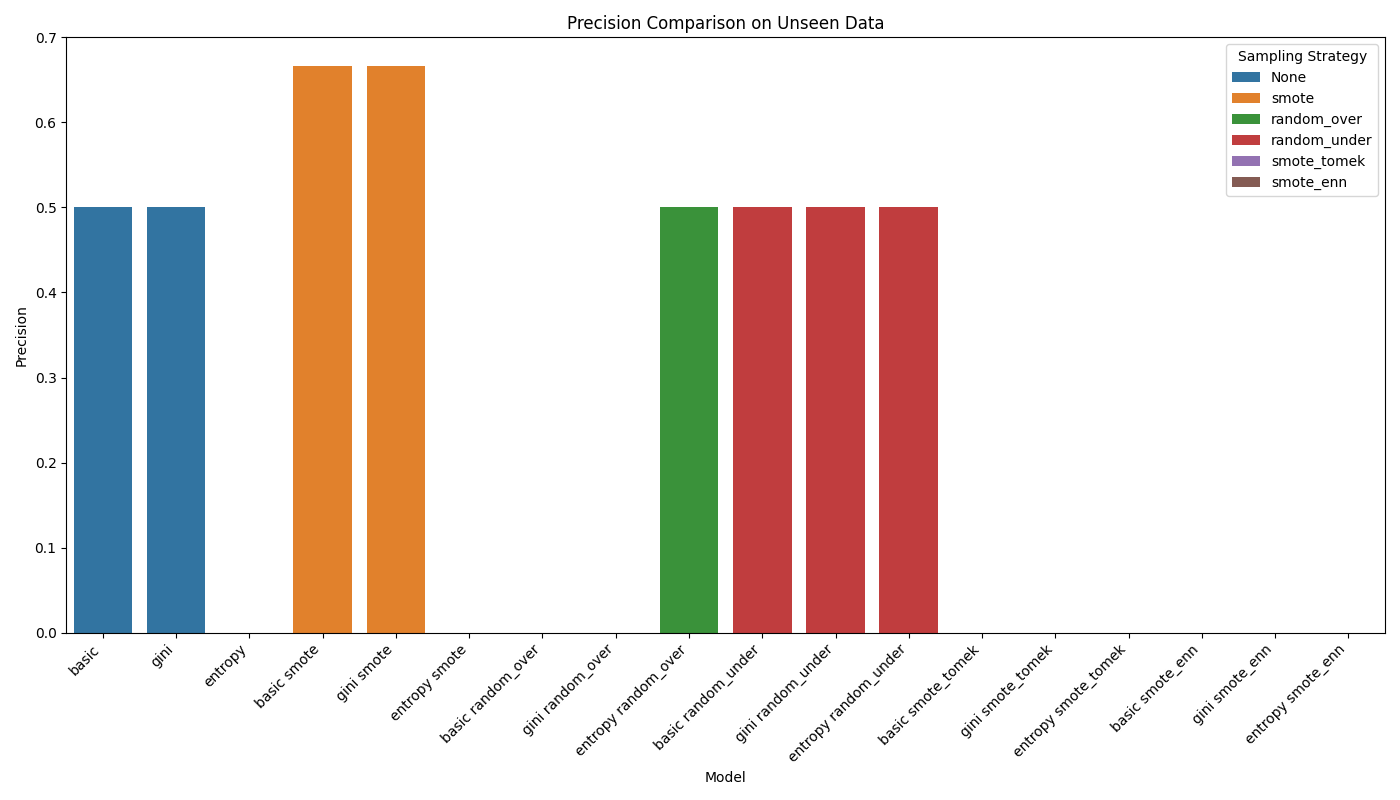 Precision Comparison on Unseen Data
Sampling Strategy
None
smote
random_over
random_under
smote_tomek
smote_enn
Precision
0.7
0.6
0.5
0.4
0.3
0.2
0.1
0.0
basic
gini
entropy
basic smote
gini smote
entropy smote
basic random_over
gini random_over
entropy random_over
basic random_under
gini random_under
entropy random_under
basic smote_tomek
gini smote_tomek
entropy smote_tomek
basic smote_enn
gini smote_enn
entropy smote_enn
Model